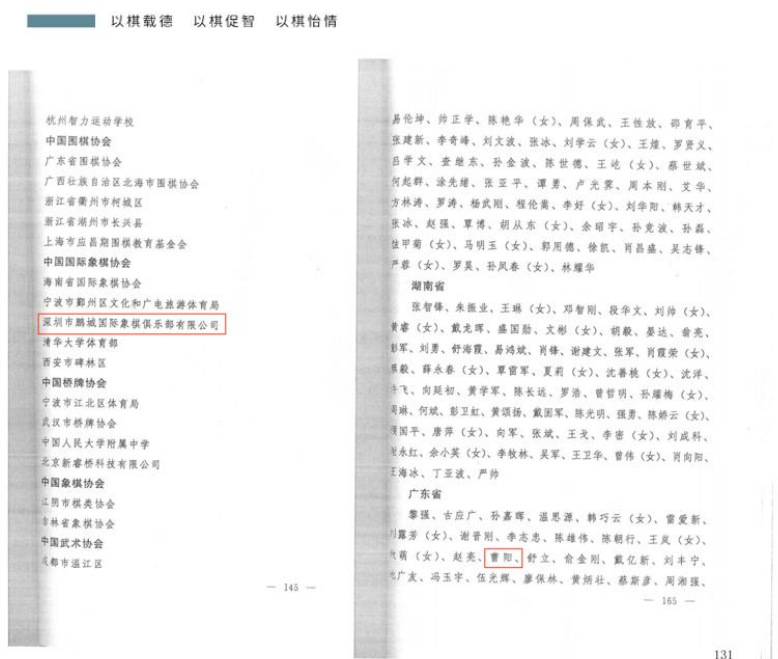 以棋载德 以棋促智 以棋怡情
杭州智力运动学校
中国围棋协会
广东省围棋协会
广西壮族自治区北海市围棋协会
浙江省衢州市柯城区
浙江省湖州市长兴县
上海市应昌期围棋教育基金会
中国国际象棋协会
海南省国际象棋协会
宁波市鄞州区文化和广电旅游体育局
深圳市鹏城国际象棋俱乐部有限公司
清华大学体育部
西安市碑林区
中国桥牌协会
宁波市江北区体育局
武汉市桥牌协会
中国人民大学附属中学
北京新睿桥科技有限公司
中国象棋协会
江阴市棋类协会
吉林省象棋协会
中国武术协会
成都市温江区
— 145 —
易伦坤、帅正学、陈艳华（女）、周保武、王性放、邵育平、
张建新、李奇峰、刘文波、张冰、刘学云（女）、王煌、罗贤义、
吕学文、查继东、孙金波、陈世德、王屹（女）、蔡世斌、
何起群、涂先绪、张亚平、谭勇、卢光霁、周本刚、艾华、
方林涛、罗涛、杨武刚、程伦嵩、李好（女）、刘华阳、韩天才、
张冰、赵强、覃博、胡从东（女）、余昭宇、孙竞波、孙磊、
甲菊（女）、马明玉（女）、郭用德、徐凯、肖昌盛、吴志锋、
严蓉（女）、罗昊、孙凤春（女）、林耀华
湖南省
张智锋、朱振业、王琳（女）、邓智刚、段华文、刘帅（女）、
黄睿（女）、戴龙晖、盛国勋、文彬（女）、胡毅、晏达、翁亮、
彭军、刘勇、舒海霞、易鸿斌、肖锋、谢建文、张军、肖霞荣（女）、
毅、薛永春（女）、覃雷军、夏莉（女）、沈善桃（女）、沈洋、
飞、向延初、黄学军、陈长远、罗浩、曾哲明、孙耀梅（女）、
周琳、何斌、彭卫虹、黄颂扬、戴固军、陈光明、强勇、陈娇云（女）、
国平、唐萍（女）、向军、张斌、王戈、李密（女）、刘成科、
永红、佘小英（女）、李牧林、吴军、王卫华、曾伟（女）、肖向阳、
王海冰、丁亚波、严帅
广东省
黎强、古应广、孙嘉晖、温思源、韩巧云（女）、雷爱新、
露芳（女）、谢晋刚、李志忠、陈雄伟、陈朝行、王岚（女）、
萌（女）、赵亮、曹阳、舒立、俞金刚、戴亿新、刘丰宁、
广友、冯玉宇、伍光辉、廖保林、黄炳壮、蔡斯彦、周湘强、
— 165 —
131